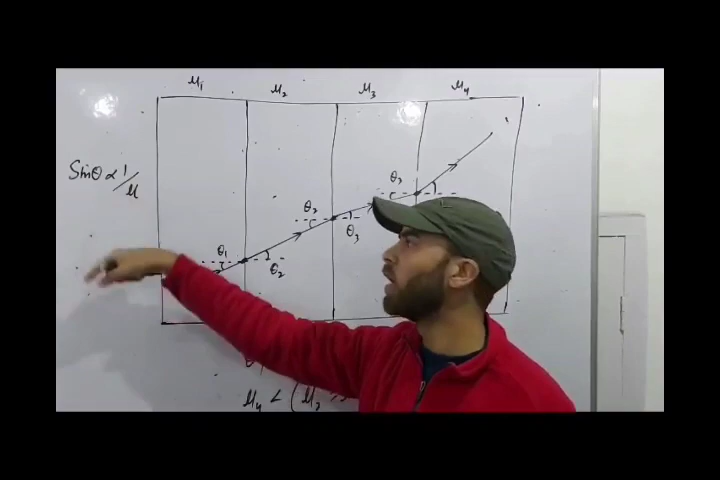 μ₁ μ₂ μ₃ μ₄
Sinθ ∝ 1/μ
θ₃
θ₂
θ₃
θ₁
θ₂
μ₄ < (μ₃